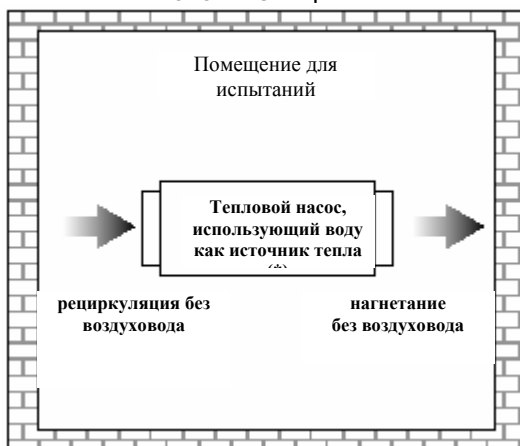 Помещение для
испытаний
Тепловой насос,
использующий воду
как источник тепла
(*)
рециркуляция без
воздуховода
нагнетание
без воздуховода